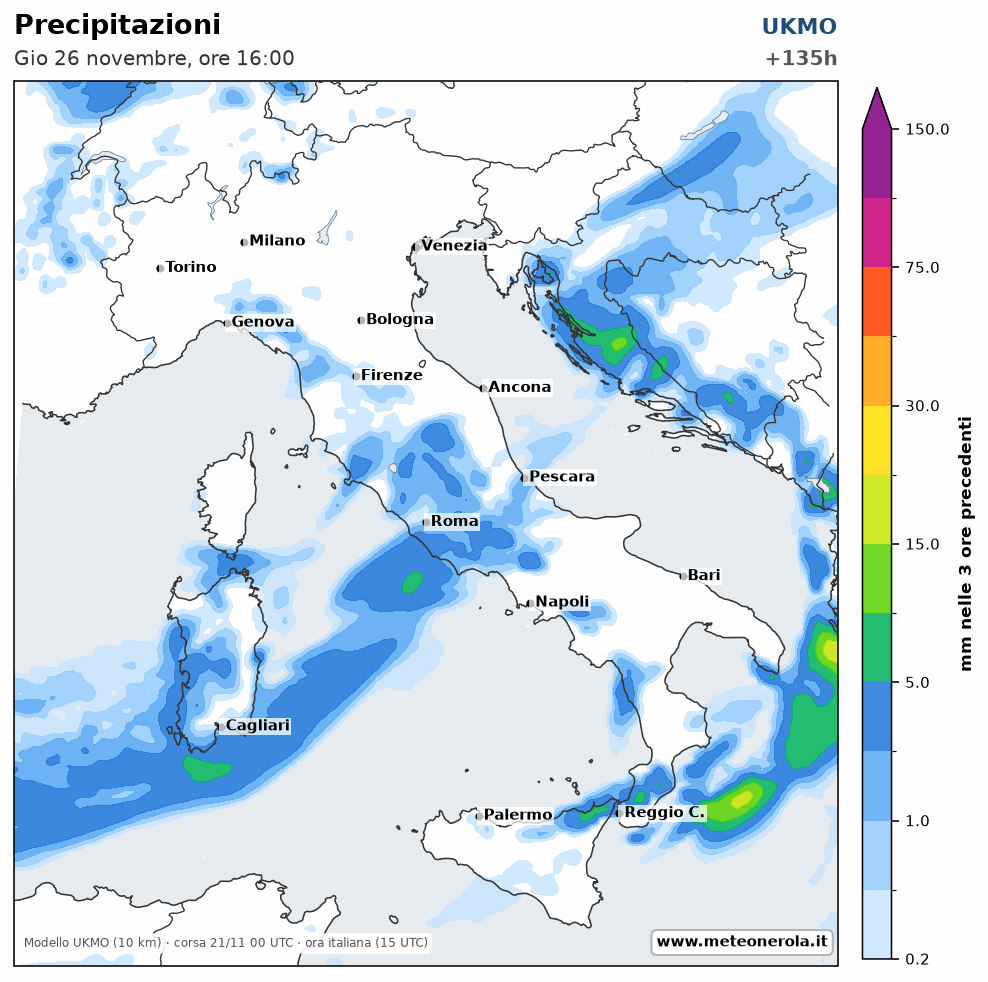 Precipitazioni
UKMO
Gio 26 novembre, ore 16:00
+135h
150.0
75.0
30.0
15.0
5.0
1.0
0.2
mm nelle 3 ore precedenti
Milano
Venezia
Torino
Genova
Bologna
Firenze
Ancona
Pescara
Roma
Bari
Napoli
Cagliari
Palermo
Reggio C.
Modello UKMO (10 km) · corsa 21/11 00 UTC · ora italiana (15 UTC)
www.meteonerola.it